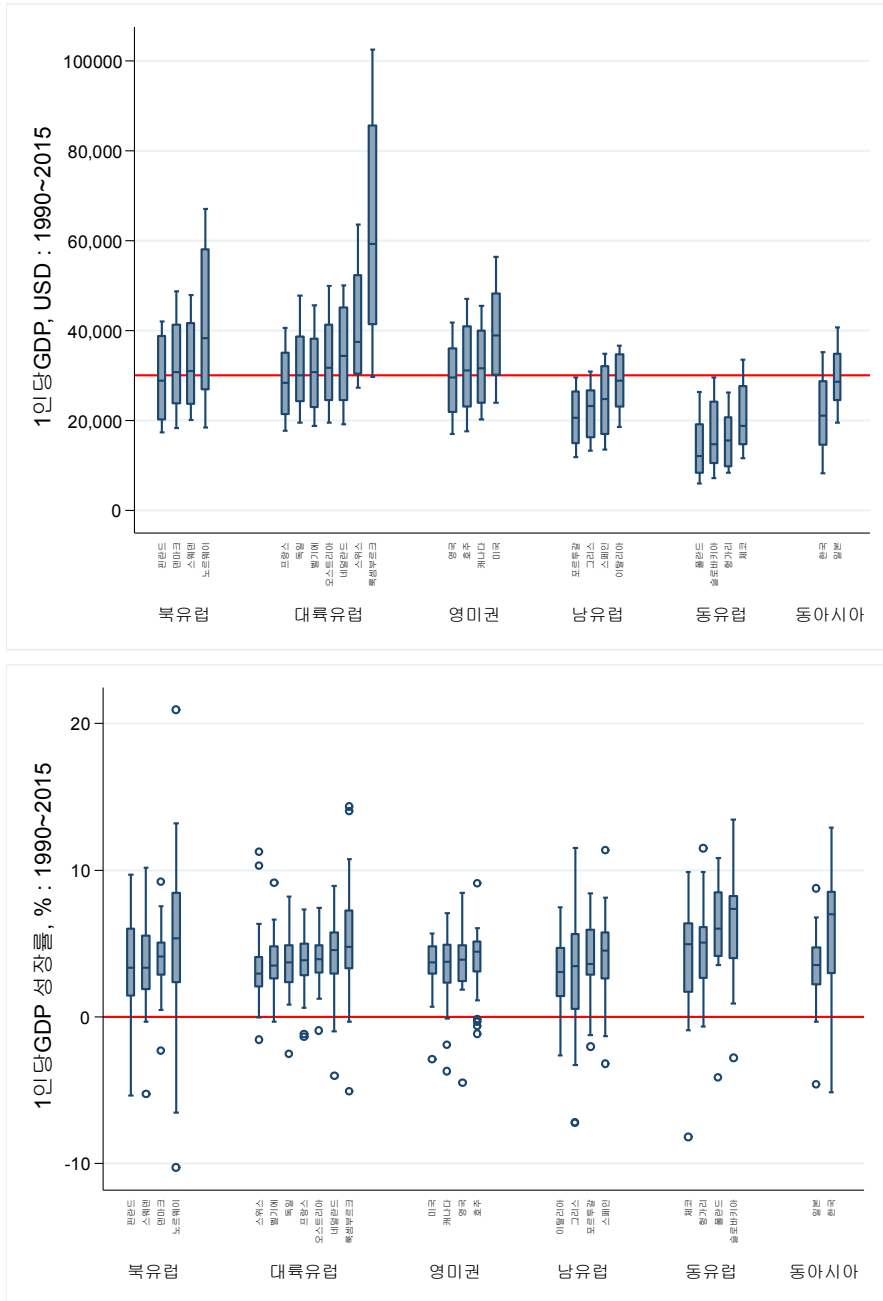 1인당GDP, USD : 1990~2015
100000
80,000
60,000
40,000
20,000
0
핀란드 덴마크 스웨덴 노르웨이 프랑스 독일 벨기에 오스트리아 네덜란드 스위스 룩셈부르크 영국 호주 캐나다 미국 포르투갈 그리스 스페인 이탈리아 폴란드 슬로바키아 헝가리 체코 한국 일본
북유럽 대륙유럽 영미권 남유럽 동유럽 동아시아
1인당GDP 성장률, % : 1990~2015
20
10
0
-10
핀란드 스웨덴 덴마크 노르웨이 스위스 벨기에 독일 프랑스 오스트리아 네덜란드 룩셈부르크 미국 캐나다 영국 호주 이탈리아 그리스 포르투갈 스페인 체코 헝가리 폴란드 슬로바키아 일본 한국
북유럽 대륙유럽 영미권 남유럽 동유럽 동아시아